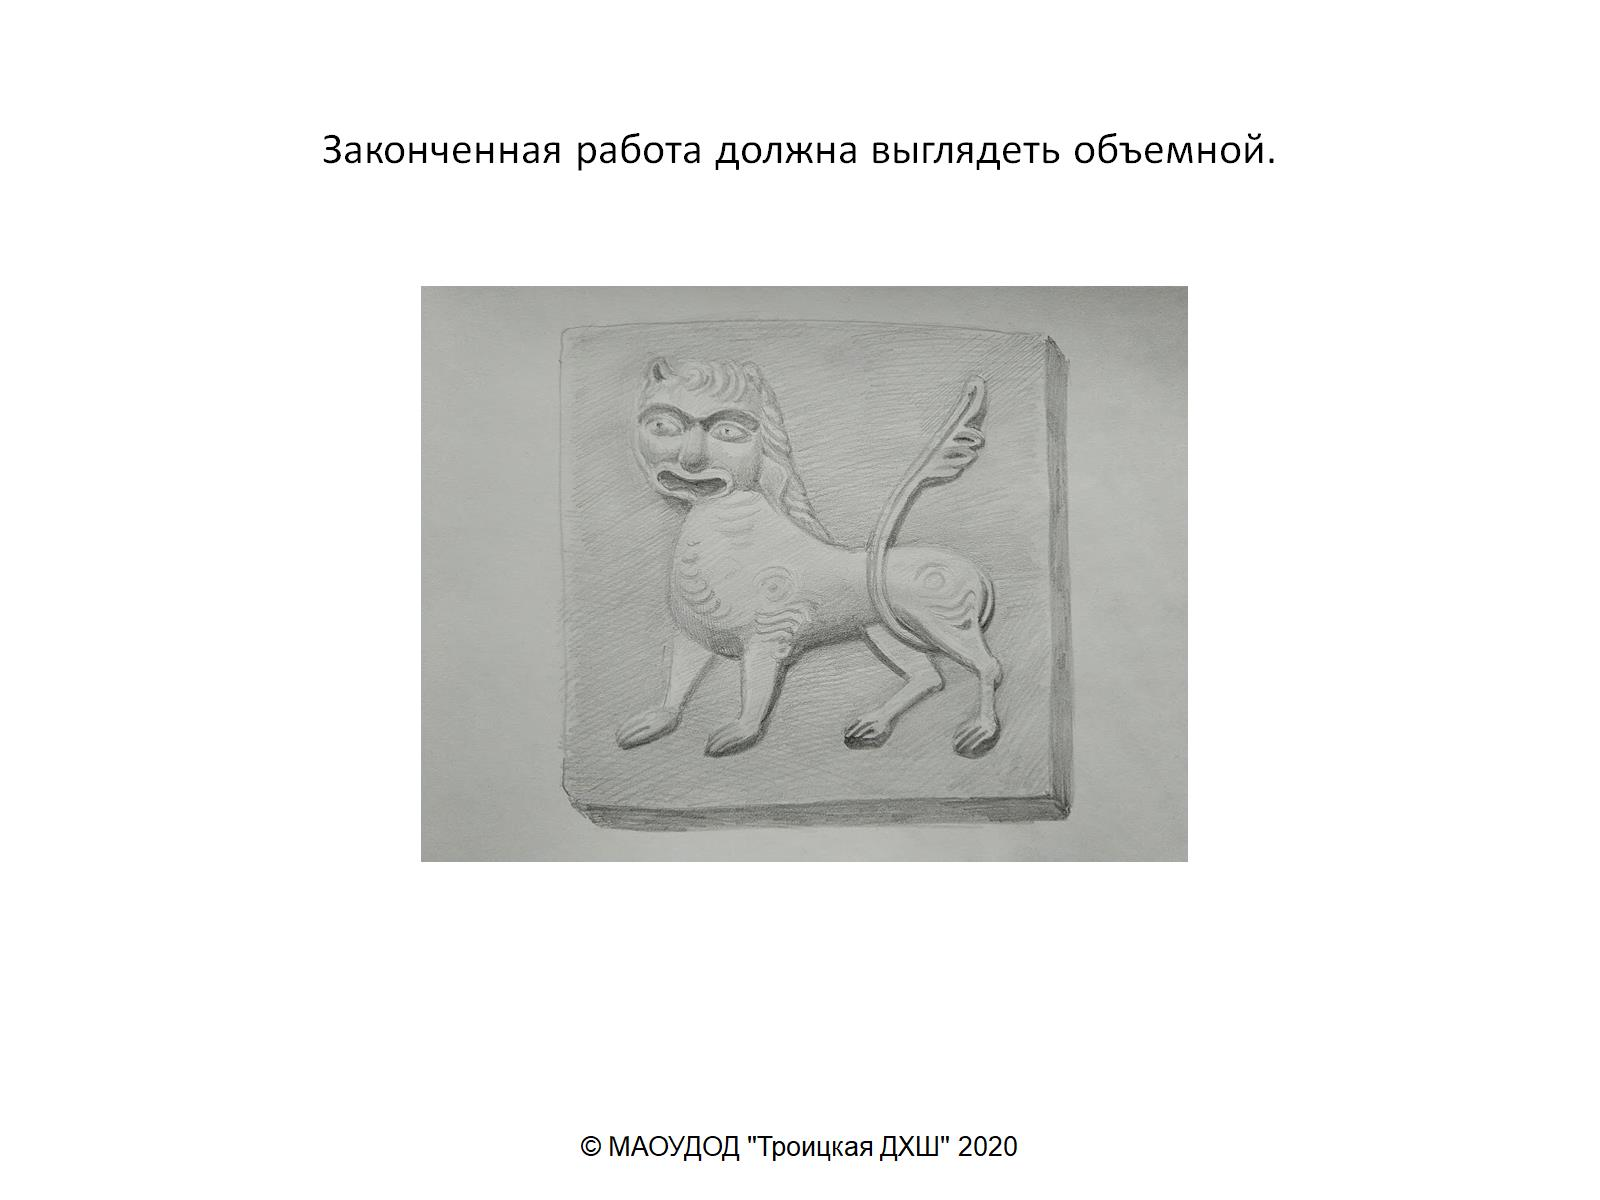 Законченная работа должна выглядеть объемной.
© МАОУДОД "Троицкая ДХШ" 2020